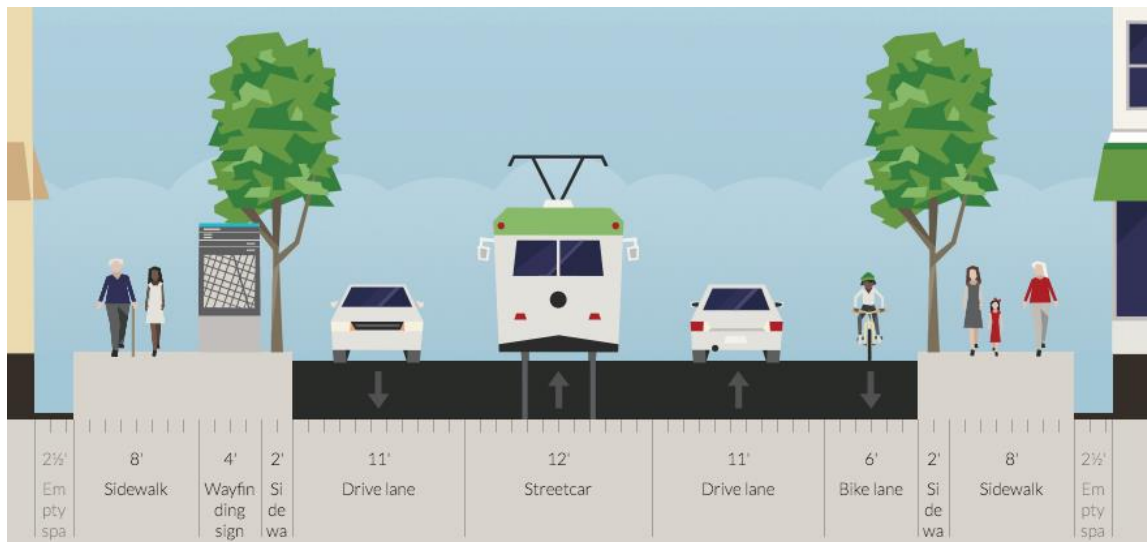 2½' 8' 4' 2' 11' 12' 11' 6' 2' 8' 2½'
Em Sidewalk Wayfin Si Drive lane Streetcar Drive lane Bike lane Si Sidewalk Em
pty ding de de pty
spa sign wa wa spa